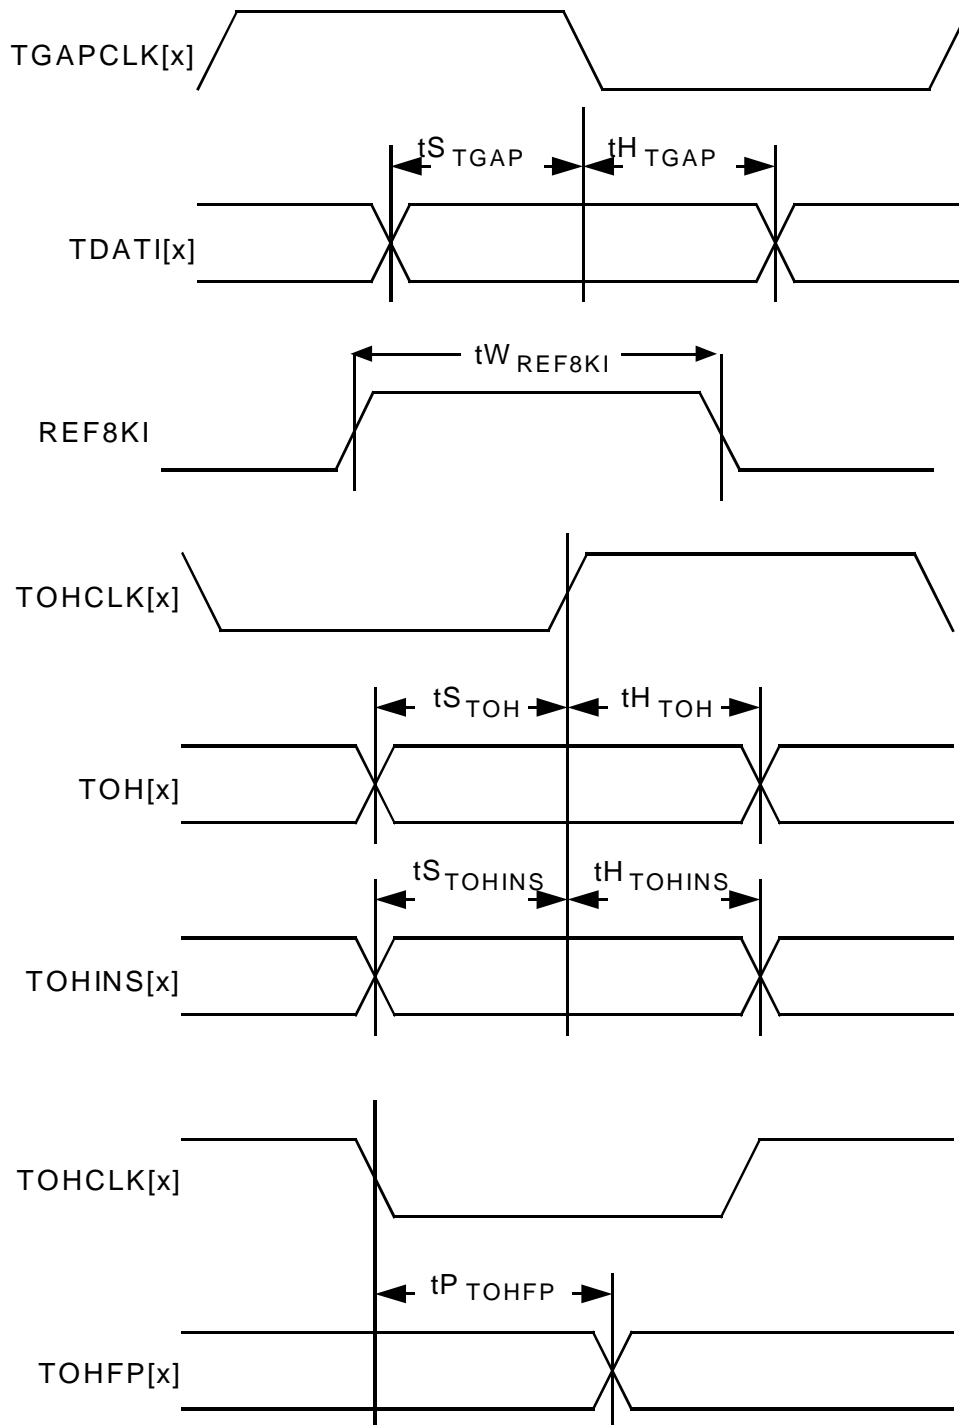 TGAPCLK[x]
tS TGAP tH TGAP
TDATI[x]
tW REF8KI
REF8KI
TOHCLK[x]
tS TOH tH TOH
TOH[x]
tS TOHINS tH TOHINS
TOHINS[x]
TOHCLK[x]
tP TOHFP
TOHFP[x]